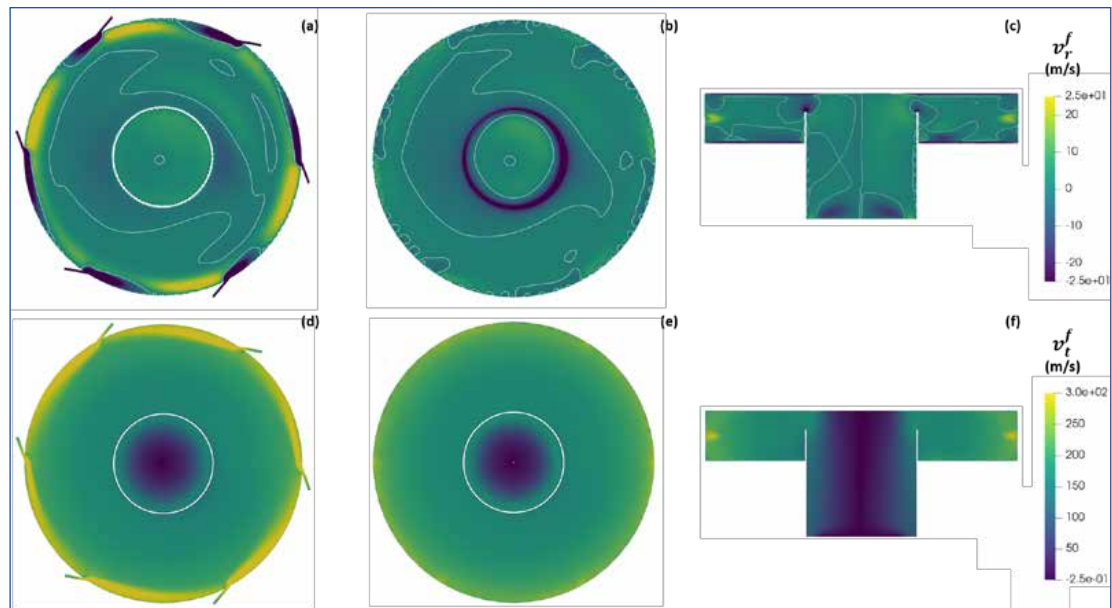 (a)
(b)
(c)
v_r^f
(m/s)
2.5e+01
20
10
0
-10
-20
-2.5e+01
(d)
(e)
(f)
v_t^f
(m/s)
3.0e+02
250
200
150
100
50
-2.5e-01